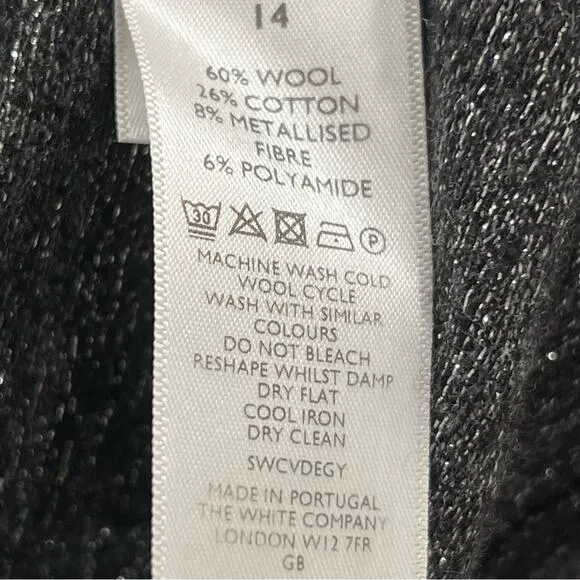 14
60% WOOL
26% COTTON
8% METALLISED
FIBRE
6% POLYAMIDE
30 P
MACHINE WASH COLD
WOOL CYCLE
WASH WITH SIMILAR
COLOURS
DO NOT BLEACH
RESHAPE WHILST DAMP
DRY FLAT
COOL IRON
DRY CLEAN
SWCVDEGY
MADE IN PORTUGAL
THE WHITE COMPANY
LONDON W12 7FR
GB